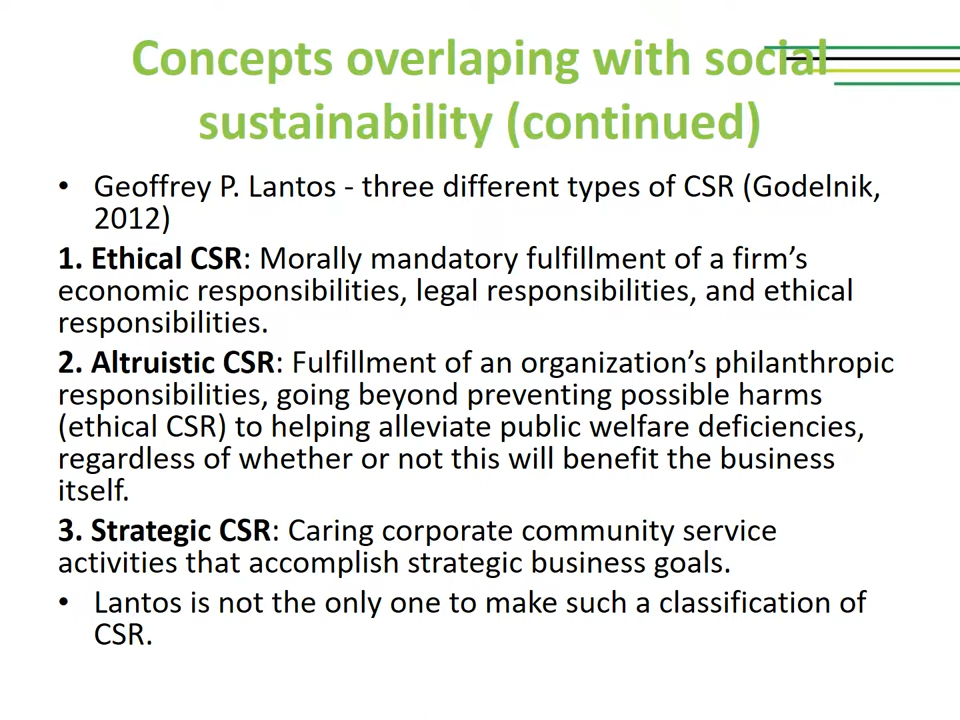 Concepts overlaping with social
sustainability (continued)
• Geoffrey P. Lantos - three different types of CSR (Godelnik,
2012)
1. Ethical CSR: Morally mandatory fulfillment of a firm’s
economic responsibilities, legal responsibilities, and ethical
responsibilities.
2. Altruistic CSR: Fulfillment of an organization’s philanthropic
responsibilities, going beyond preventing possible harms
(ethical CSR) to helping alleviate public welfare deficiencies,
regardless of whether or not this will benefit the business
itself.
3. Strategic CSR: Caring corporate community service
activities that accomplish strategic business goals.
• Lantos is not the only one to make such a classification of
CSR.